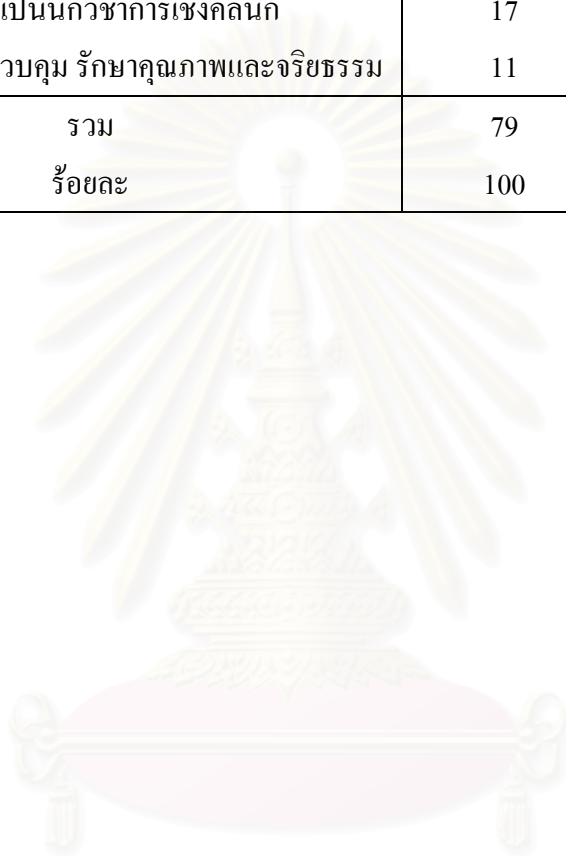 เป็นนักวิชาการเชิงคลินิก 17
วบคุม รักษาคุณภาพและจริยธรรม 11
รวม 79
ร้อยละ 100